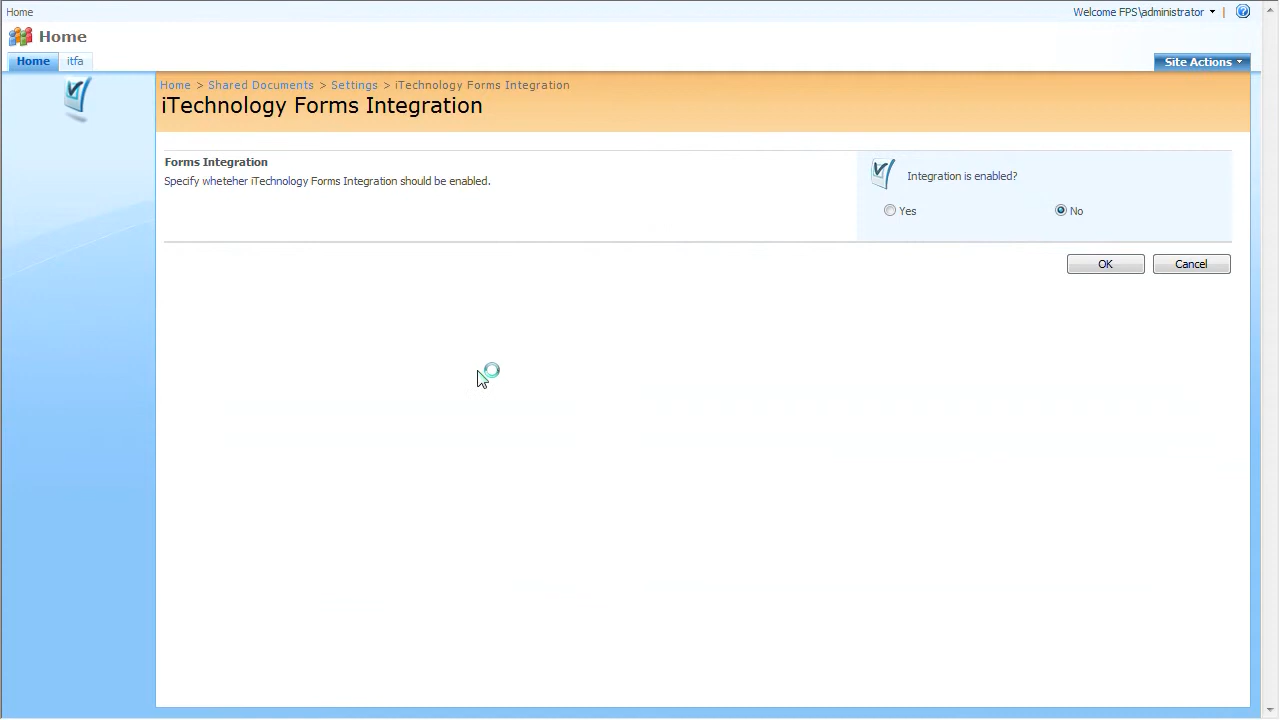 Home
Welcome FPS\administrator
|
Home
Home
itfa
Site Actions
Home > Shared Documents > Settings > iTechnology Forms Integration
iTechnology Forms Integration
Forms Integration
Specify wheteher iTechnology Forms Integration should be enabled.
Integration is enabled?
Yes
No
OK
Cancel